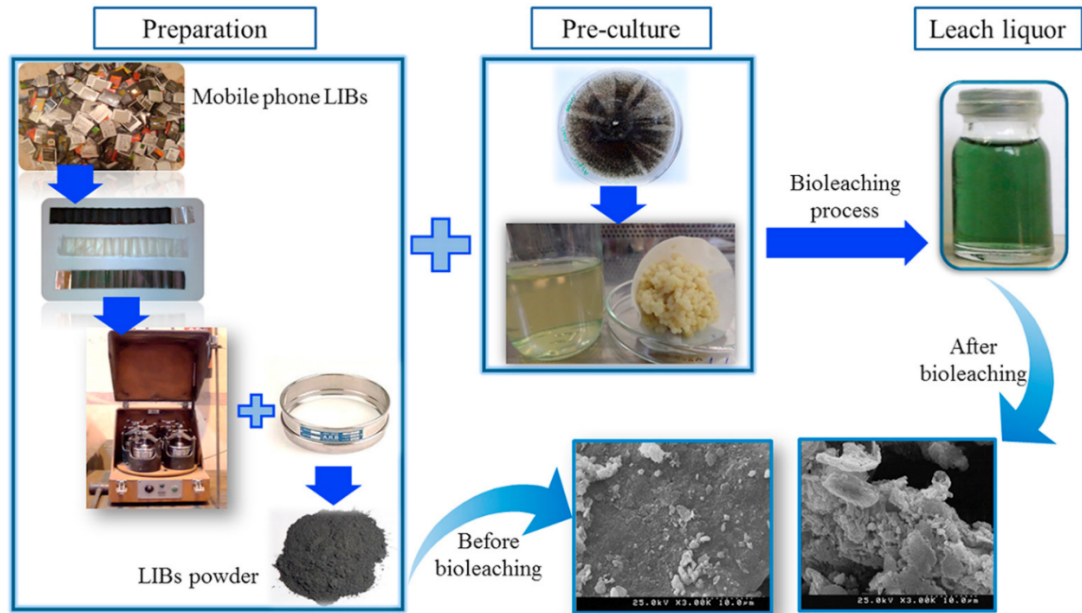 Preparation
Pre-culture
Leach liquor
Mobile phone LIBs
Bioleaching
process
After
bioleaching
LIBs powder
Before
bioleaching
25.0kV X3.00K 10.0μm
25.0kV X3.00K 10.0μm